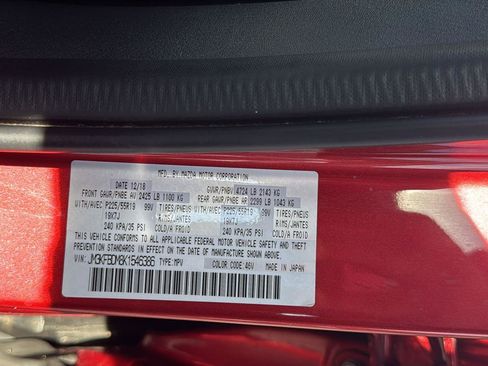 MFD. BY MAZDA MOTOR CORPORATION
DATE 12/18 GVWR/PNBV 4724 LB 2143 KG
FRONT GAWR/PNBE AV 2425 LB 1100 KG REAR GAWR/PNBE AR 2299 LB 1043 KG
WITH/AVEC P225/55R19 99V TIRES/PNEUS WITH/AVEC P225/55R19 99V TIRES/PNEUS
19X7J RIMS/JANTES 19X7J RIMS/JANTES
240 KPA/35 PSI COLD/A FROID 240 KPA/35 PSI COLD/A FROID
THIS VEHICLE CONFORMS TO ALL APPLICABLE FEDERAL MOTOR VEHICLE SAFETY AND THEFT
PREVENTION STANDARDS IN EFFECT ON THE DATE OF MANUFACTURE SHOWN ABOVE.
VIN: JM3KFBDM8K1546386 TYPE: MPV COLOR CODE: 46V MADE IN JAPAN